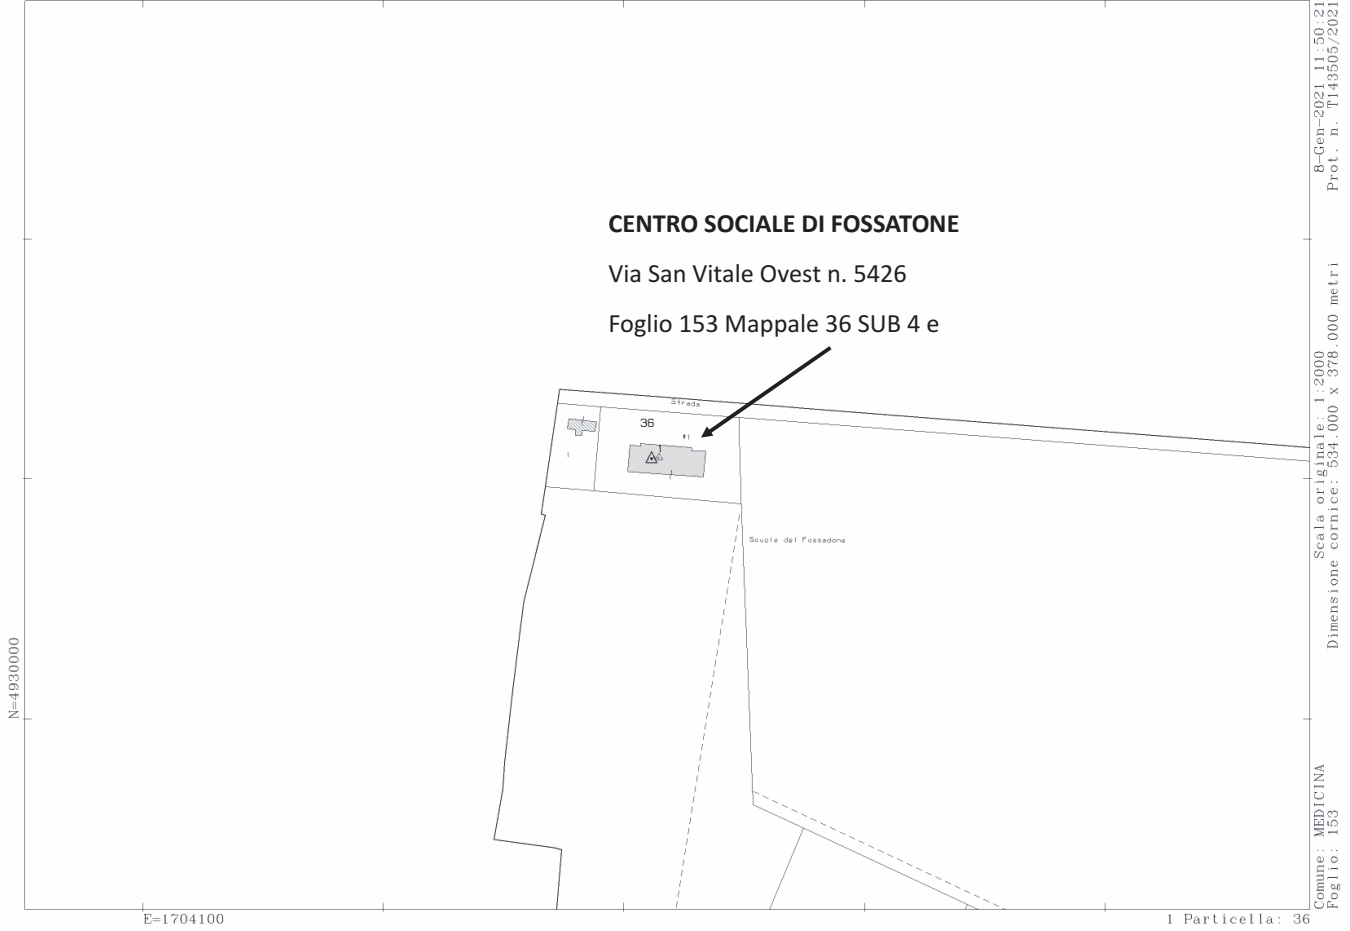 CENTRO SOCIALE DI FOSSATONE
Via San Vitale Ovest n. 5426
Foglio 153 Mappale 36 SUB 4 e
Strada
36
Scuole del Fossadone
N=4930000
E=1704100
1 Particella: 36
8-Gen-2021 11:50:21
Prot. n. T143505/2021
Scala originale: 1:2000
Dimensione cornice: 534.000 x 378.000 metri
Comune: MEDICINA
Foglio: 153